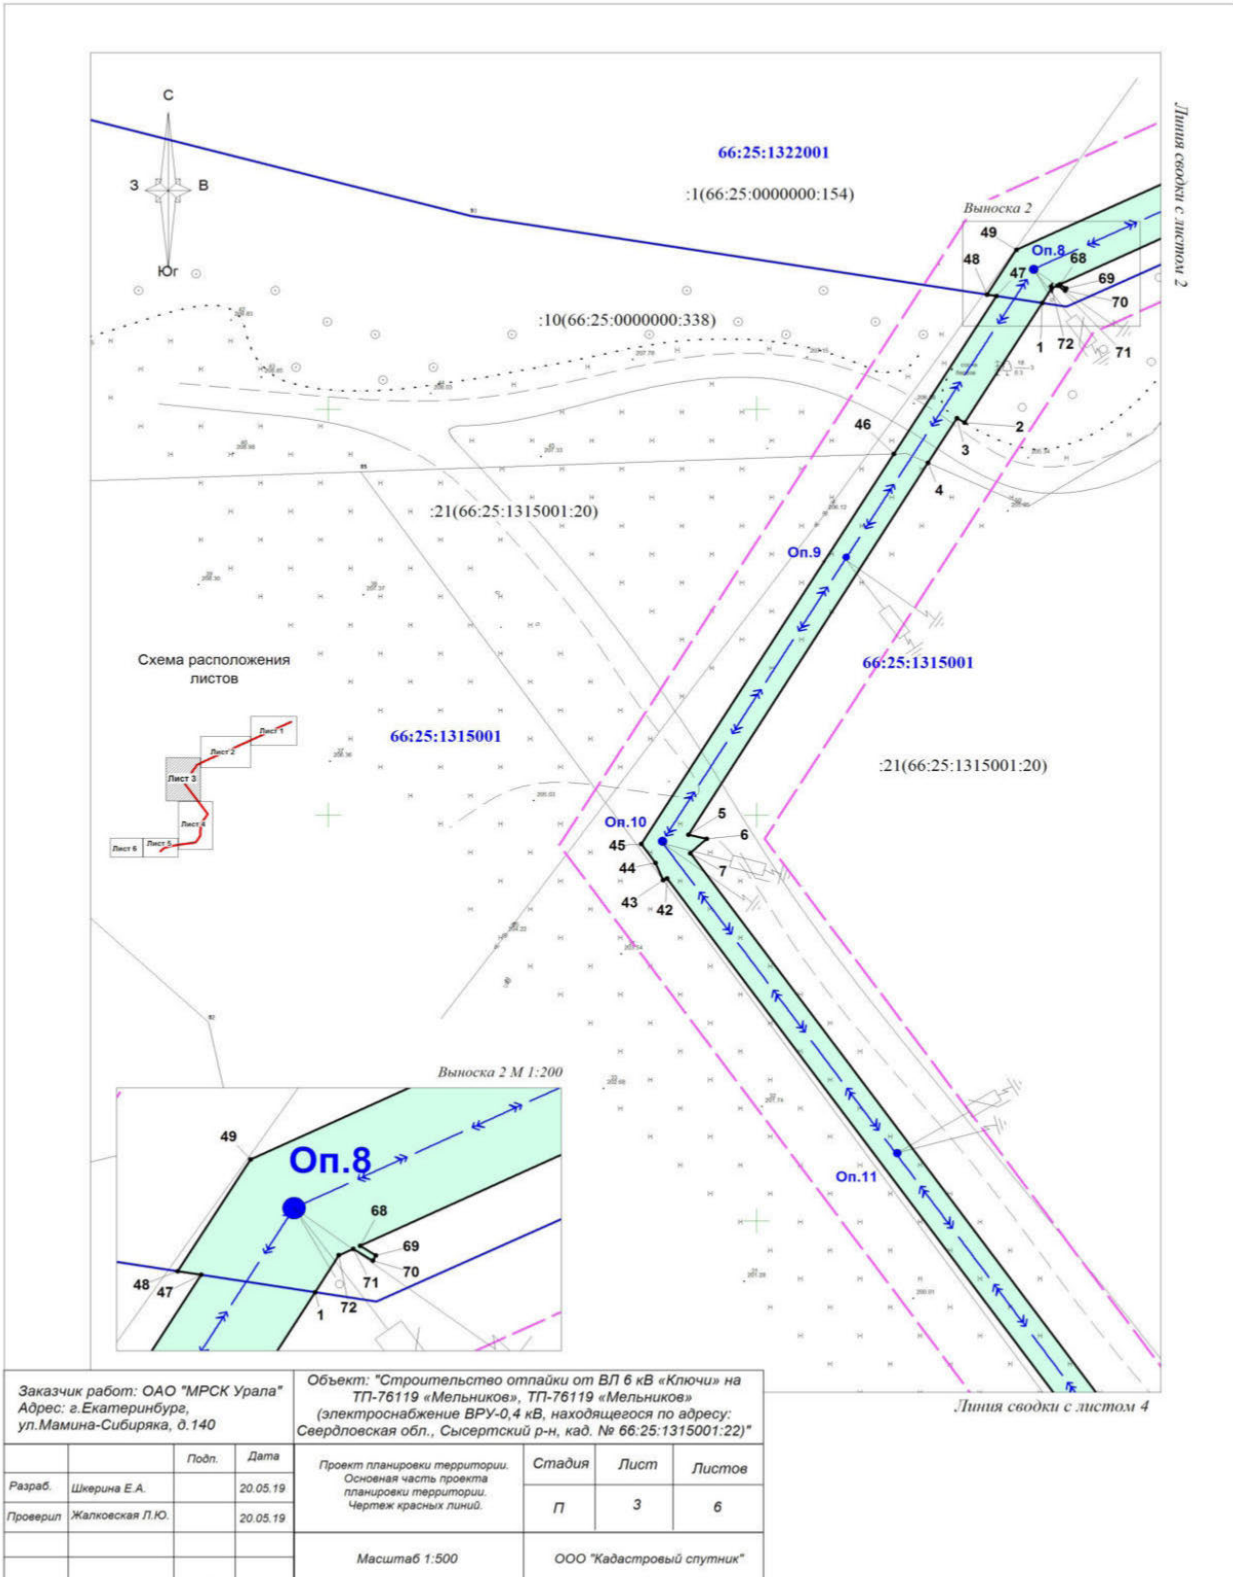 С
З
В
Юг
66:25:1322001
:1(66:25:0000000:154)
Линия сводки с листом 2
Выноска 2
49
Оп.8
48
47
68
69
70
1
72
71
:10(66:25:0000000:338)
46
2
3
4
:21(66:25:1315001:20)
Оп.9
66:25:1315001
Схема расположения
листов
Лист 1
Лист 2
Лист 3
Лист 4
Лист 5
Лист 6
66:25:1315001
:21(66:25:1315001:20)
Оп.10
5
6
45
44
7
43
42
Выноска 2 М 1:200
49
Оп.8
68
69
48
47
71
70
72
1
Оп.11
Линия сводки с листом 4
Заказчик работ: ОАО "МРСК Урала"
Адрес: г.Екатеринбург,
ул.Мамина-Сибиряка, д.140
Объект: "Строительство отпайки от ВЛ 6 кВ «Ключи» на
ТП-76119 «Мельников», ТП-76119 «Мельников»
(электроснабжение ВРУ-0,4 кВ, находящегося по адресу:
Свердловская обл., Сысертский р-н, кад. № 66:25:1315001:22)"
Подп.
Дата
Разраб.
Шкерина Е.А.
20.05.19
Проверил
Жалковская Л.Ю.
20.05.19
Проект планировки территории.
Основная часть проекта
планировки территории.
Чертеж красных линий.
Стадия
Лист
Листов
П
3
6
Масштаб 1:500
ООО "Кадастровый спутник"